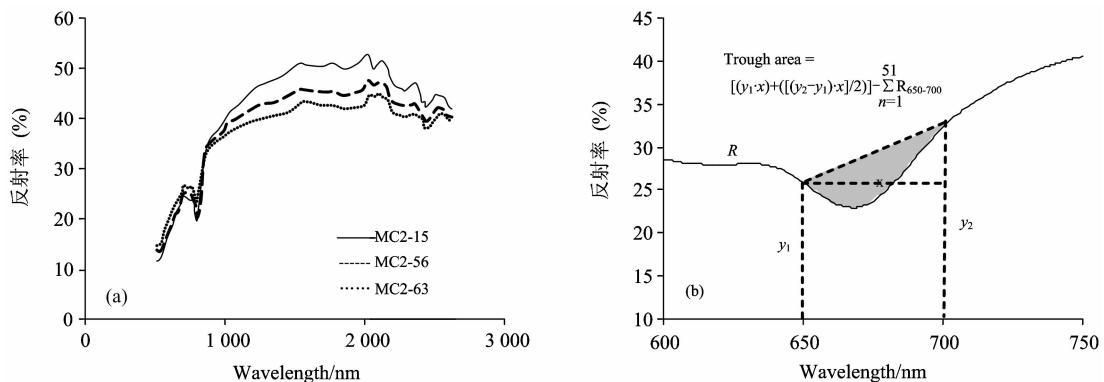 60
50
40
30
20
10
0
0
1 000
2 000
3 000
反射率 (%)
Wavelength/nm
MC2-15
MC2-56
MC2-63
(a)
45
40
35
30
25
20
15
10
600
650
700
750
反射率 (%)
Wavelength/nm
Trough area =
51
[(y₁·x)+([(y₂−y₁)·x]/2)]−∑R₆₅₀₋₇₀₀
n=1
R
x
y₁
y₂
(b)